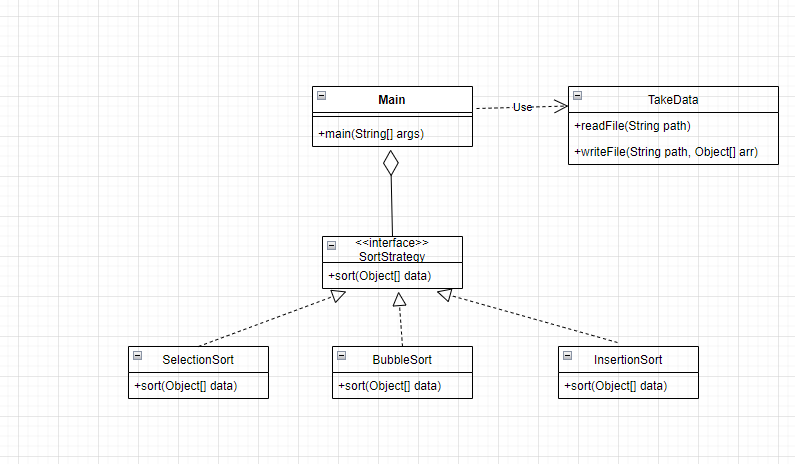 Main
+main(String[] args)
Use
TakeData
+readFile(String path)
+writeFile(String path, Object[] arr)
<<interface>>
SortStrategy
+sort(Object[] data)
SelectionSort
+sort(Object[] data)
BubbleSort
+sort(Object[] data)
InsertionSort
+sort(Object[] data)